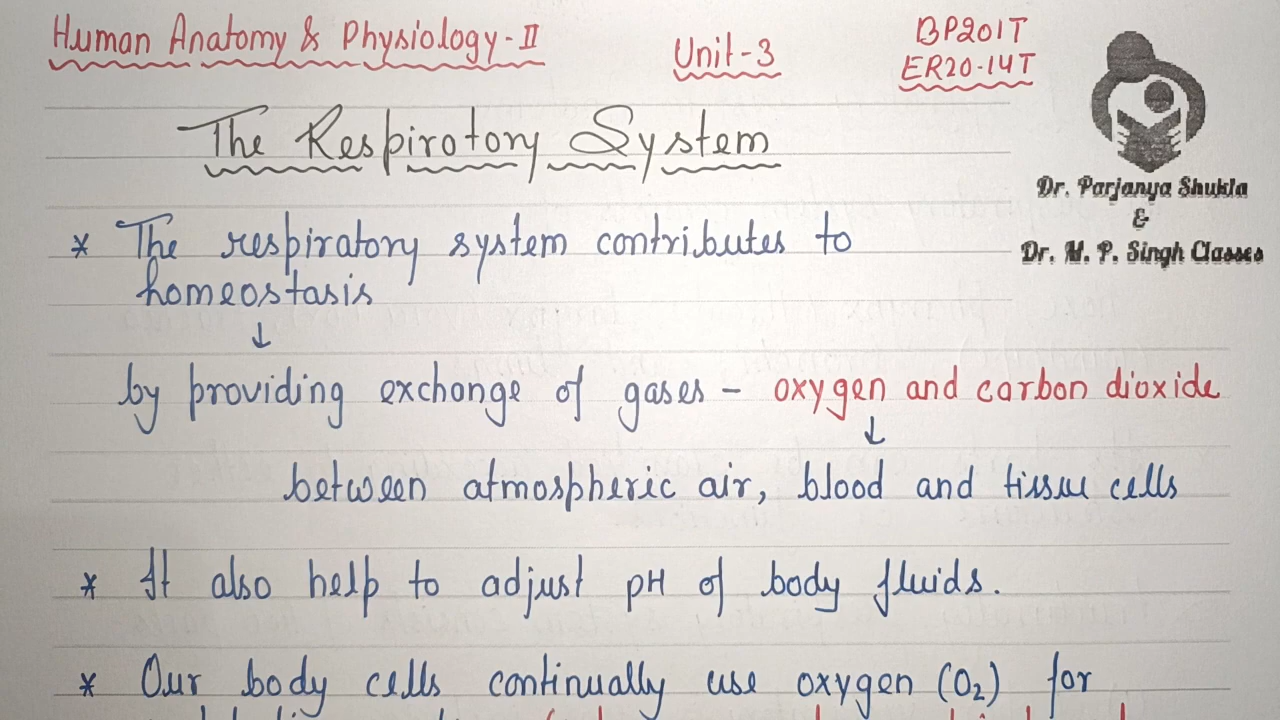 Human Anatomy & Physiology-II
Unit-3
BP201T
ER20-14T
The Respirotory System
Dr. Parjanya Shukla
&
Dr. M. P. Singh Classes
* The respiratory system contributes to
homeostasis
↓
by providing exchange of gases - oxygen and carbon dioxide
↓
between atmospheric air, blood and tissue cells
* It also help to adjust pH of body fluids.
* Our body cells continually use oxygen (O₂) for